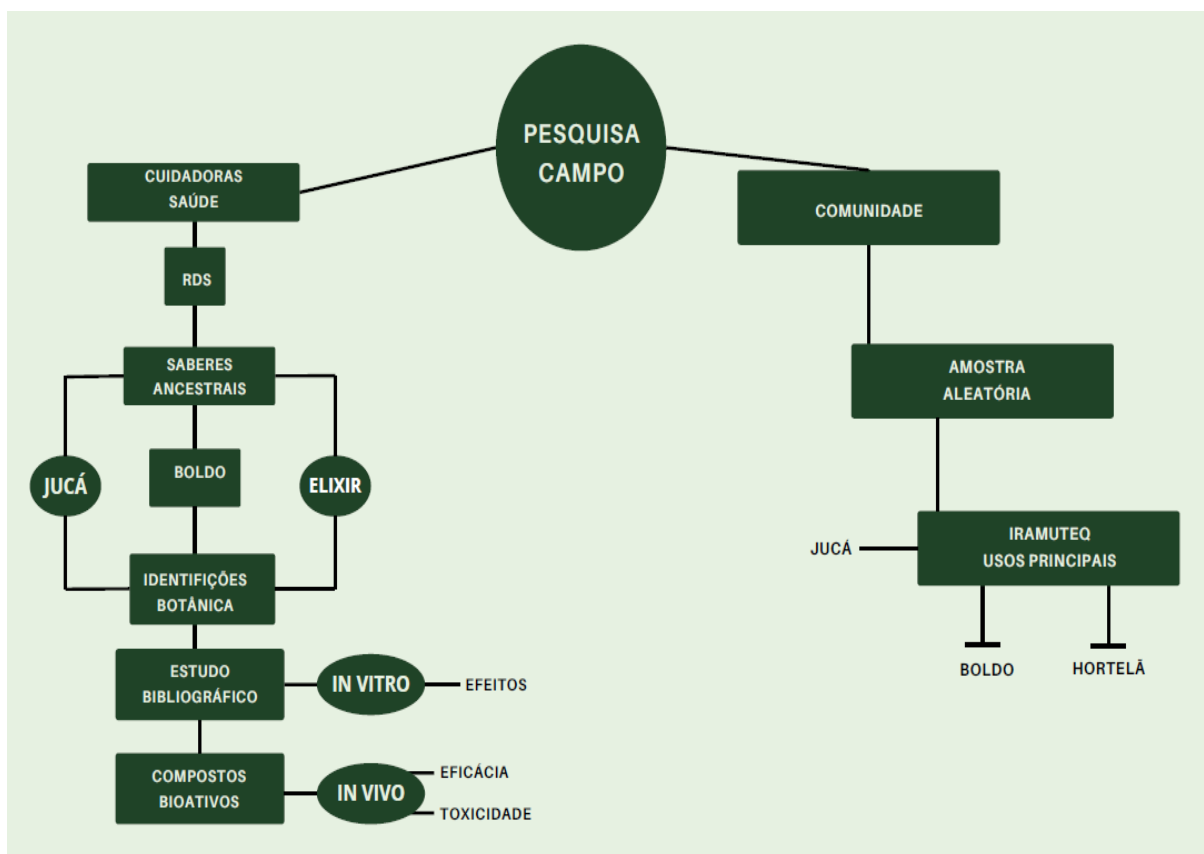 PESQUISA
CAMPO
CUIDADORAS
SAÚDE
RDS
SABERES
ANCESTRAIS
JUCÁ
BOLDO
ELIXIR
IDENTIFIÇÕES
BOTÂNICA
ESTUDO
BIBLIOGRÁFICO
IN VITRO
EFEITOS
COMPOSTOS
BIOATIVOS
IN VIVO
EFICÁCIA
TOXICIDADE
COMUNIDADE
AMOSTRA
ALEATÓRIA
IRAMUTEQ
USOS PRINCIPAIS
JUCÁ
BOLDO
HORTELÃ